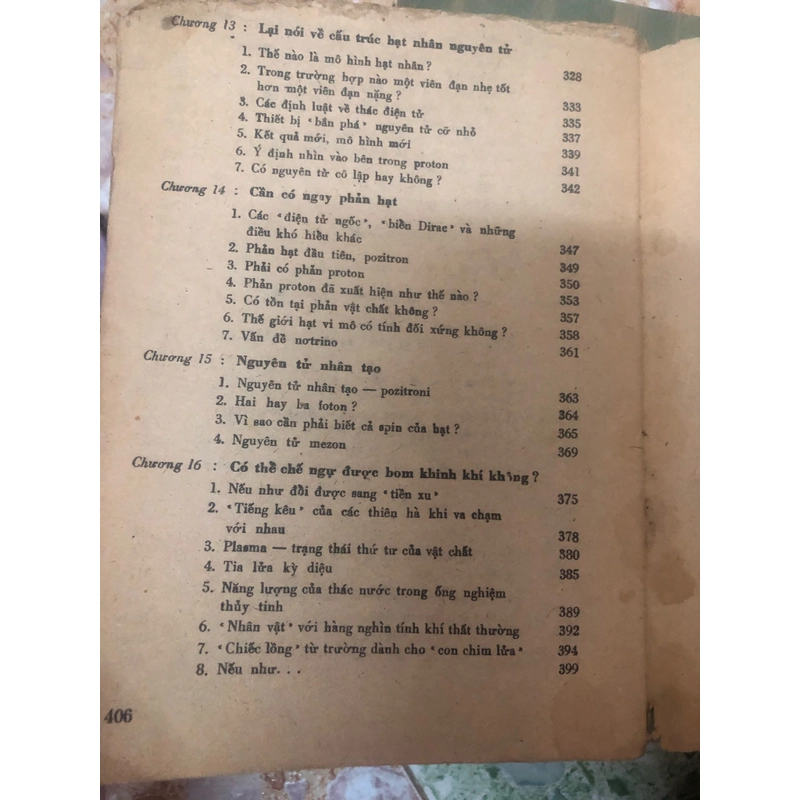 Chương 13 : Lại nói về cấu trúc hạt nhân nguyên tử
1. Thế nào là mô hình hạt nhân? 328
2. Trong trường hợp nào một viên đạn nhẹ tốt
hơn một viên đạn nặng? 333
3. Các định luật về thác điện tử 335
4. Thiết bị "bắn phá" nguyên tử cỡ nhỏ 337
5. Kết quả mới, mô hình mới 339
6. Ý định nhìn vào bên trong proton 341
7. Có nguyên tử cô lập hay không? 342
Chương 14 : Cần có ngay phản hạt
1. Các "điện tử ngốc", "biển Dirac" và những
điều khó hiểu khác 347
2. Phản hạt đầu tiên, pozitron 349
3. Phải có phản proton 350
4. Phản proton đã xuất hiện như thế nào? 353
5. Có tồn tại phản vật chất không? 357
6. Thế giới hạt vi mô có tính đối xứng không? 358
7. Vấn đề nơtrino 361
Chương 15 : Nguyên tử nhân tạo
1. Nguyên tử nhân tạo — pozitroni 363
2. Hai hay ba foton? 364
3. Vì sao cần phải biết cả spin của hạt? 365
4. Nguyên tử mezon 369
Chương 16 : Có thể chế ngự được bom khinh khí không?
1. Nếu như đổi được sang "tiền xu" 375
2. "Tiếng kêu" của các thiên hà khi va chạm
với nhau 378
3. Plasma — trạng thái thứ tư của vật chất 380
4. Tia lửa kỳ diệu 385
5. Năng lượng của thác nước trong ống nghiệm
thủy tinh 389
6. "Nhân vật" với hàng nghìn tính khí thất thường 392
7. "Chiếc lồng" từ trường dành cho "con chim lửa" 394
8. Nếu như... 399
406